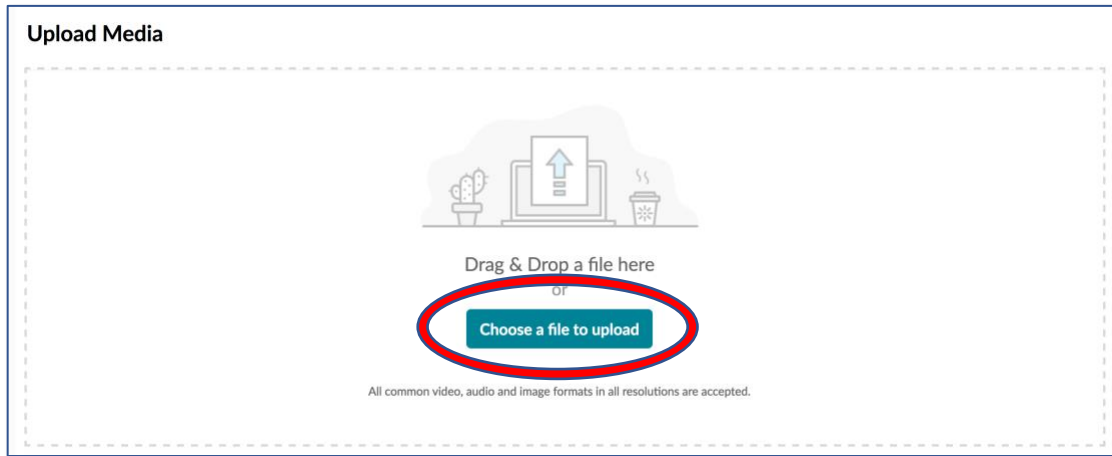 Upload Media
Drag & Drop a file here
or
Choose a file to upload
All common video, audio and image formats in all resolutions are accepted.